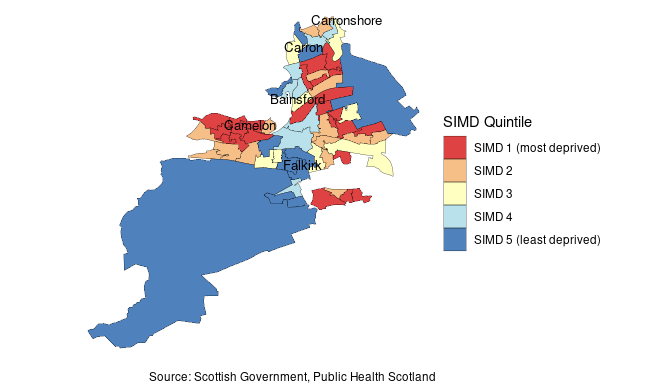 Carronshore
Carron
Bainsford
Camelon
Falkirk
SIMD Quintile
SIMD 1 (most deprived)
SIMD 2
SIMD 3
SIMD 4
SIMD 5 (least deprived)
Source: Scottish Government, Public Health Scotland